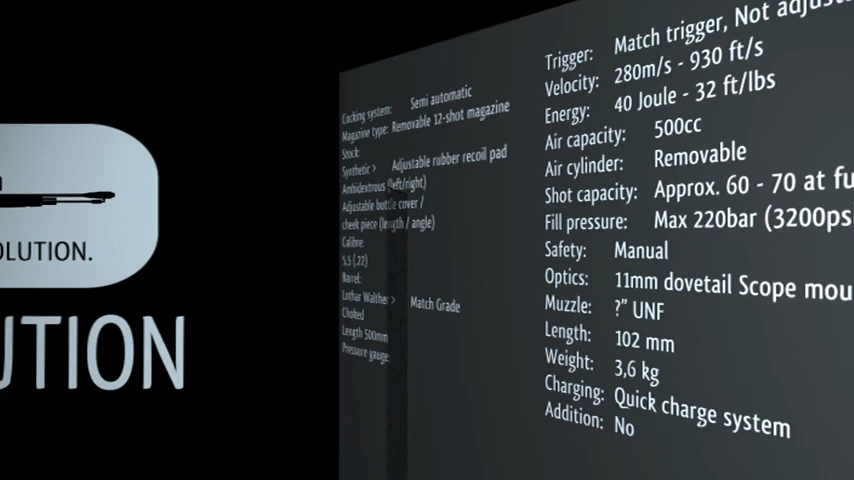 OLUTION.
UTION
Cocking system: Semi automatic
Magazine type: Removable 12-shot magazine
Stock:
Synthetic > Adjustable rubber recoil pad
Ambidextrous (left/right)
Adjustable bottle cover /
cheek piece (length / angle)
Calibre:
5,5 (.22)
Barrel:
Lothar Walther > Match Grade
Choked
Length 500mm
Pressure gauge:
Trigger: Match trigger, Not adjust
Velocity: 280m/s - 930 ft/s
Energy: 40 Joule - 32 ft/lbs
Air capacity: 500cc
Air cylinder: Removable
Shot capacity: Approx. 60 - 70 at fu
Fill pressure: Max 220bar (3200ps
Safety: Manual
Optics: 11mm dovetail Scope mou
Muzzle: ?” UNF
Length: 102 mm
Weight: 3,6 kg
Charging: Quick charge system
Addition: No